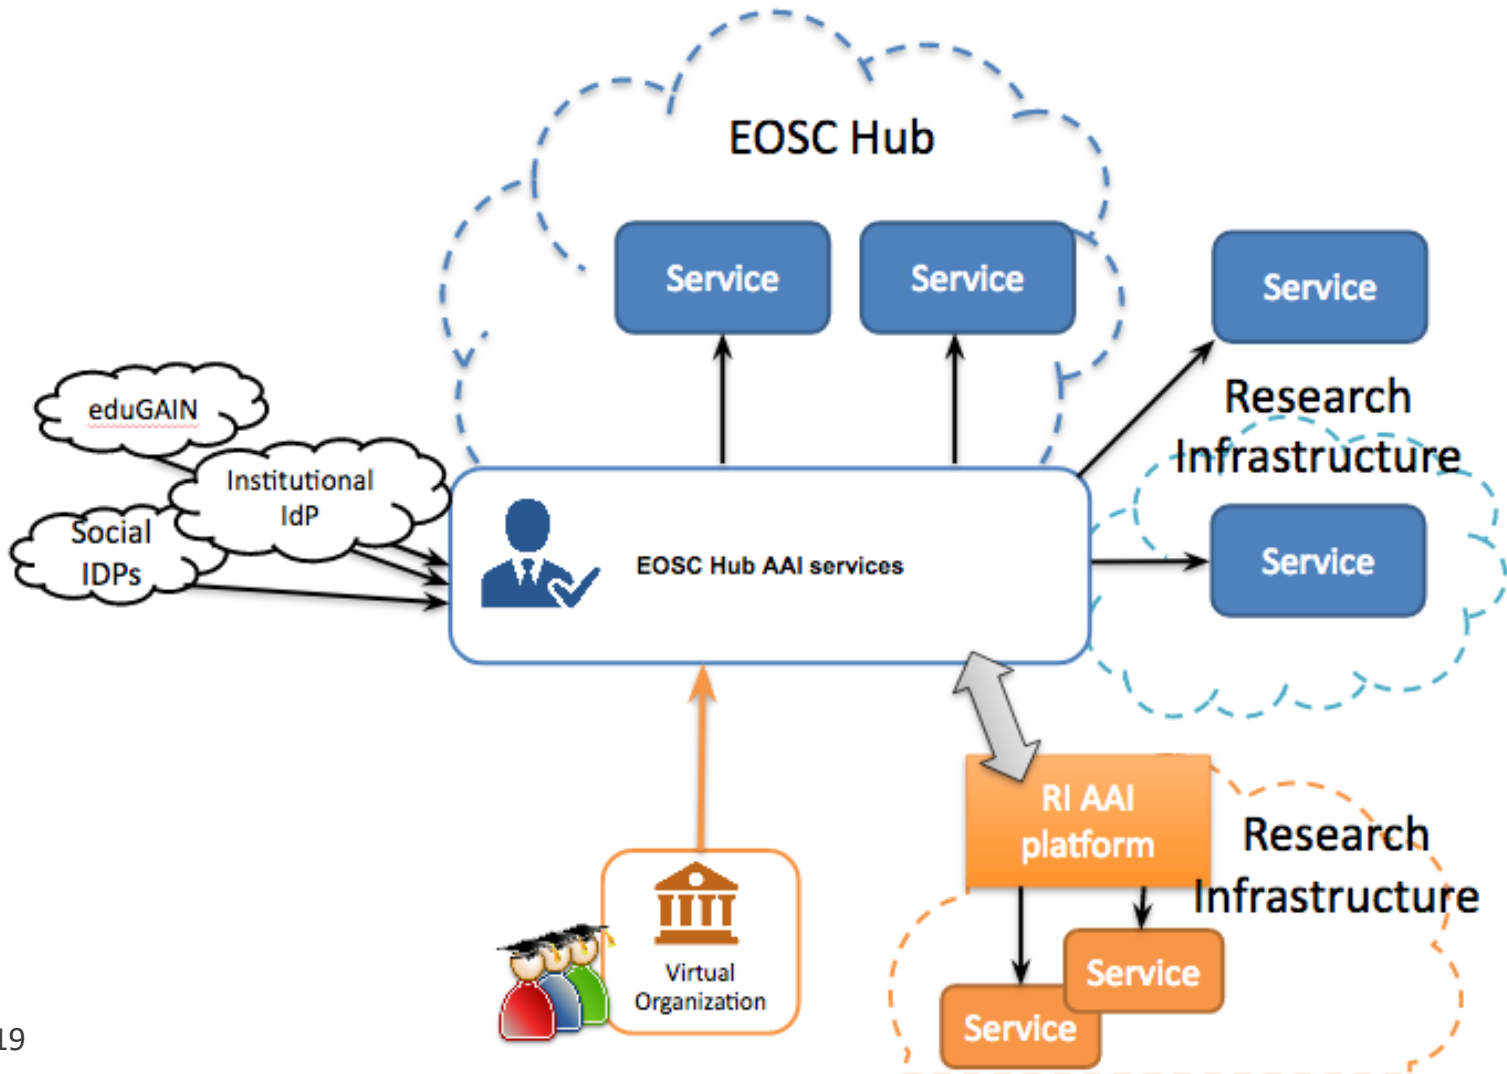 EOSC Hub
Service
Service
Service
Research
Infrastructure
eduGAIN
Institutional
IdP
Social
IDPs
EOSC Hub AAI services
Service
RI AAI
platform
Research
Infrastructure
Virtual
Organization
Service
Service
19